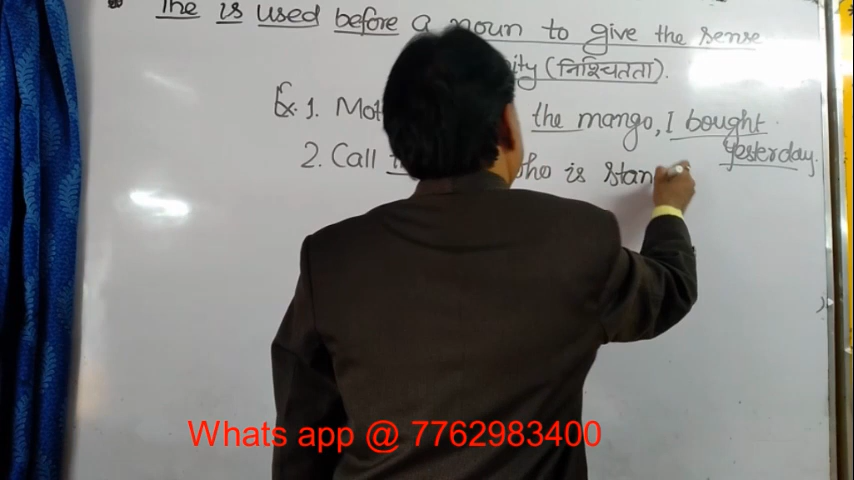 The is used before a noun to give the sense
ity (निश्चितता).
Ex. 1. Mot the mango, I bought
yesterday.
2. Call who is stan
Whats app @ 7762983400